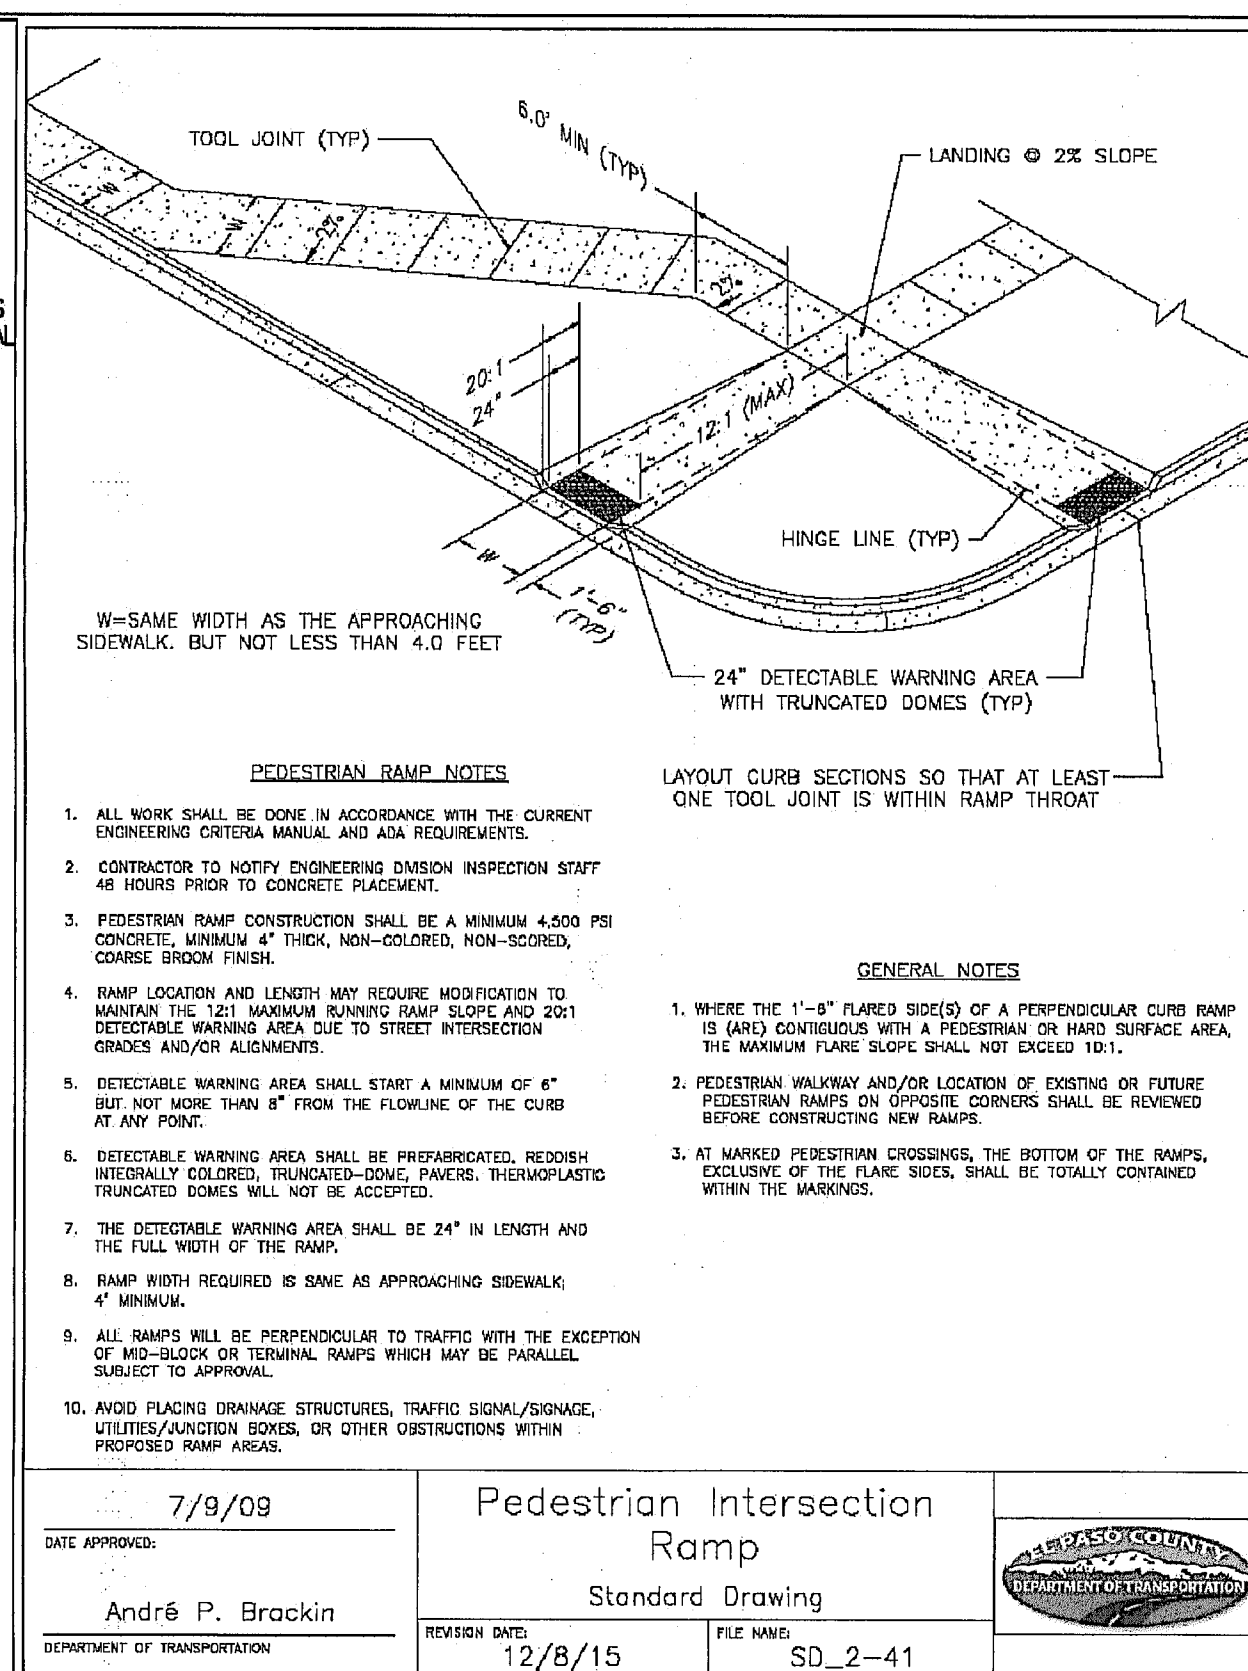 TOOL JOINT (TYP)
6.0' MIN (TYP)
LANDING @ 2% SLOPE
W
W
2%
2%
20:1
24"
12:1 (MAX)
HINGE LINE (TYP)
W
1'-6"
(TYP)
W=SAME WIDTH AS THE APPROACHING
SIDEWALK. BUT NOT LESS THAN 4.0 FEET
24" DETECTABLE WARNING AREA
WITH TRUNCATED DOMES (TYP)
LAYOUT CURB SECTIONS SO THAT AT LEAST
ONE TOOL JOINT IS WITHIN RAMP THROAT
PEDESTRIAN RAMP NOTES
1. ALL WORK SHALL BE DONE IN ACCORDANCE WITH THE CURRENT
ENGINEERING CRITERIA MANUAL AND ADA REQUIREMENTS.
2. CONTRACTOR TO NOTIFY ENGINEERING DIVISION INSPECTION STAFF
48 HOURS PRIOR TO CONCRETE PLACEMENT.
3. PEDESTRIAN RAMP CONSTRUCTION SHALL BE A MINIMUM 4,500 PSI
CONCRETE, MINIMUM 4" THICK, NON-COLORED, NON-SCORED,
COARSE BROOM FINISH.
4. RAMP LOCATION AND LENGTH MAY REQUIRE MODIFICATION TO
MAINTAIN THE 12:1 MAXIMUM RUNNING RAMP SLOPE AND 20:1
DETECTABLE WARNING AREA DUE TO STREET INTERSECTION
GRADES AND/OR ALIGNMENTS.
5. DETECTABLE WARNING AREA SHALL START A MINIMUM OF 6"
BUT NOT MORE THAN 8" FROM THE FLOWLINE OF THE CURB
AT ANY POINT.
6. DETECTABLE WARNING AREA SHALL BE PREFABRICATED, REDDISH
INTEGRALLY COLORED, TRUNCATED-DOME, PAVERS. THERMOPLASTIC
TRUNCATED DOMES WILL NOT BE ACCEPTED.
7. THE DETECTABLE WARNING AREA SHALL BE 24" IN LENGTH AND
THE FULL WIDTH OF THE RAMP.
8. RAMP WIDTH REQUIRED IS SAME AS APPROACHING SIDEWALK;
4' MINIMUM.
9. ALL RAMPS WILL BE PERPENDICULAR TO TRAFFIC WITH THE EXCEPTION
OF MID-BLOCK OR TERMINAL RAMPS WHICH MAY BE PARALLEL
SUBJECT TO APPROVAL.
10. AVOID PLACING DRAINAGE STRUCTURES, TRAFFIC SIGNAL/SIGNAGE,
UTILITIES/JUNCTION BOXES, OR OTHER OBSTRUCTIONS WITHIN
PROPOSED RAMP AREAS.
GENERAL NOTES
1. WHERE THE 1'-6" FLARED SIDE(S) OF A PERPENDICULAR CURB RAMP
IS (ARE) CONTIGUOUS WITH A PEDESTRIAN OR HARD SURFACE AREA,
THE MAXIMUM FLARE SLOPE SHALL NOT EXCEED 10:1.
2. PEDESTRIAN WALKWAY AND/OR LOCATION OF EXISTING OR FUTURE
PEDESTRIAN RAMPS ON OPPOSITE CORNERS SHALL BE REVIEWED
BEFORE CONSTRUCTING NEW RAMPS.
3. AT MARKED PEDESTRIAN CROSSINGS, THE BOTTOM OF THE RAMPS,
EXCLUSIVE OF THE FLARE SIDES, SHALL BE TOTALLY CONTAINED
WITHIN THE MARKINGS.
7/9/09
DATE APPROVED:
André P. Brackin
DEPARTMENT OF TRANSPORTATION
Pedestrian Intersection
Ramp
Standard Drawing
REVISION DATE:
12/8/15
FILE NAME:
SD_2-41
EL PASO COUNTY
DEPARTMENT OF TRANSPORTATION